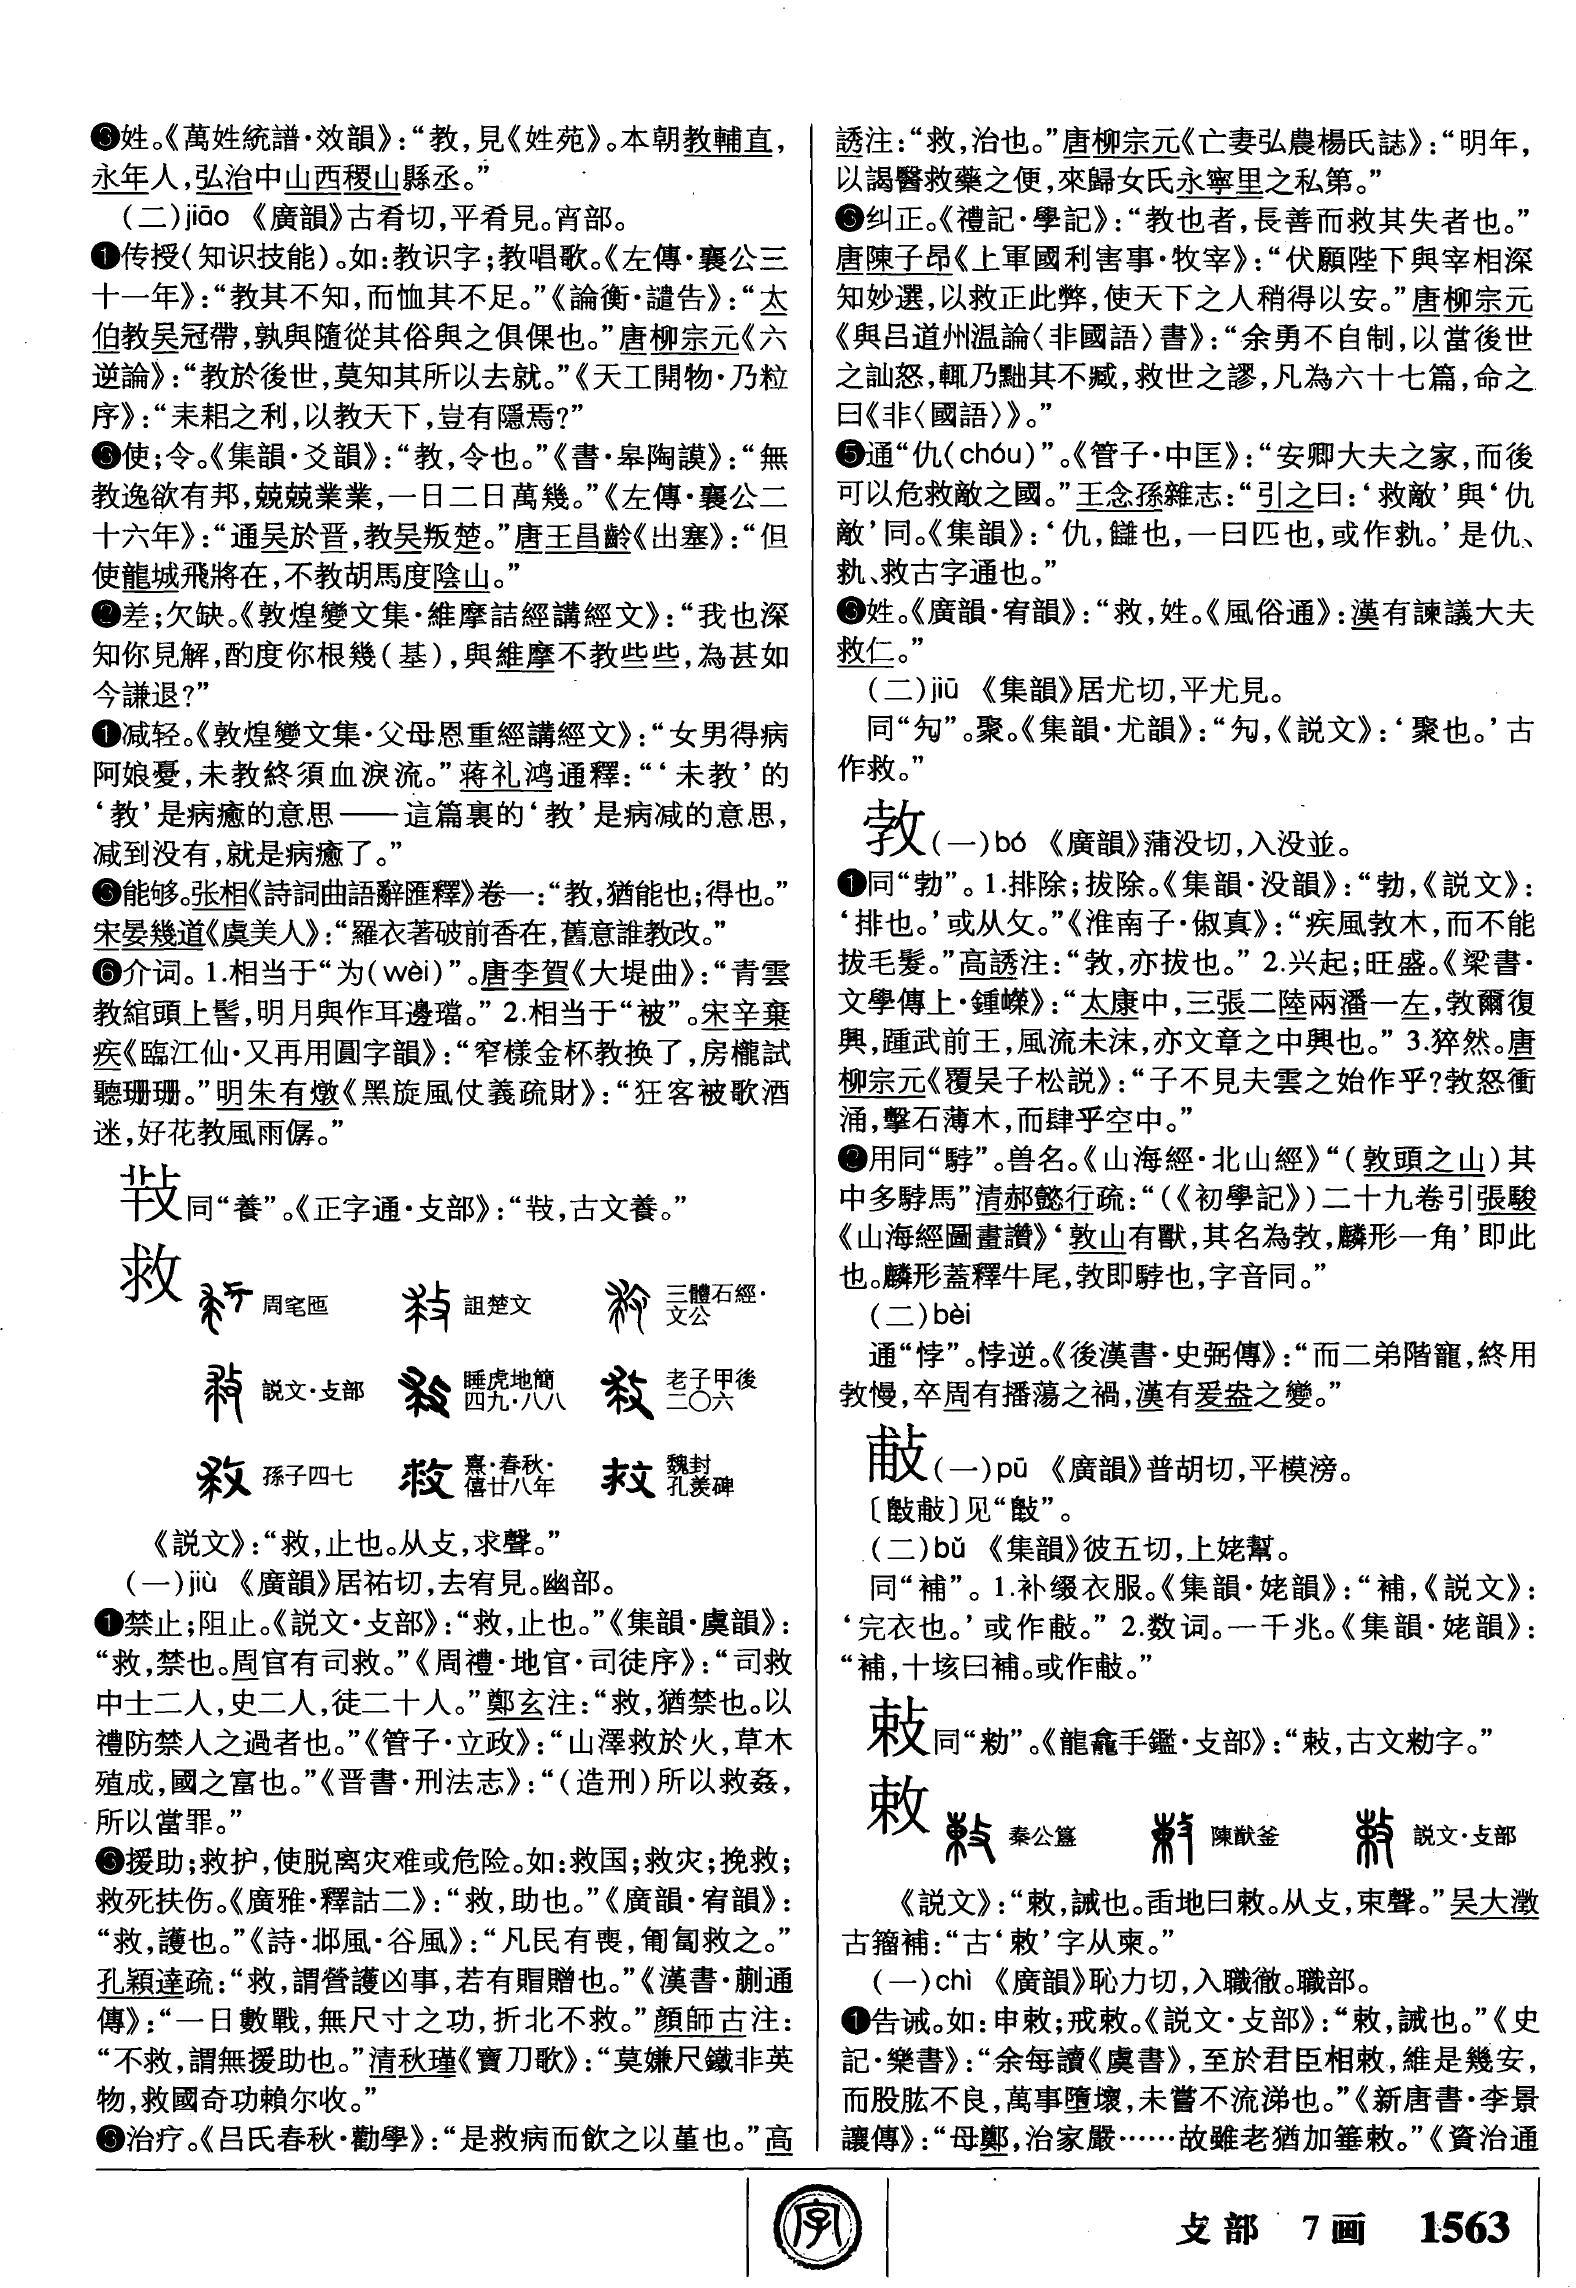 ❻姓。《萬姓統譜·效韻》：“教，見《姓苑》。本朝教輔直，
永年人，弘治中山西稷山縣丞。”
（二）jiāo 《廣韻》古肴切，平肴見。宵部。
❶传授（知识技能）。如：教识字；教唱歌。《左傳·襄公三
十一年》：“教其不知，而恤其不足。”《論衡·譴告》：“太
伯教吴冠帶，孰與隨從其俗與之俱倮也。”唐柳宗元《六
逆論》：“教於後世，莫知其所以去就。”《天工開物·乃粒
序》：“耒耜之利，以教天下，豈有隱焉？”
使；令。《集韻·爻韻》：“教，令也。”《書·皋陶謨》：“無
教逸欲有邦，兢兢業業，一日二日萬幾。”《左傳·襄公二
十六年》：“通吴於晋，教吴叛楚。”唐王昌齡《出塞》：“但
使龍城飛將在，不教胡馬度陰山。”
差；欠缺。《敦煌變文集·維摩詰經講經文》：“我也深
知你見解，酌度你根幾（基），與維摩不教些些，為甚如
今謙退？”
减轻。《敦煌變文集·父母恩重經講經文》：“女男得病
阿娘憂，未教終須血淚流。”蒋礼鸿通釋：“‘未教’的
‘教’是病癒的意思——這篇裏的‘教’是病减的意思，
减到没有，就是病癒了。”
能够。张相《詩詞曲語辭匯釋》卷一：“教，猶能也；得也。”
宋晏幾道《虞美人》：“羅衣著破前香在，舊意誰教改。”
❻介词。1.相当于“为（wèi）”。唐李賀《大堤曲》：“青雲
教綰頭上髻，明月與作耳邊璫。”2.相当于“被”。宋辛棄
疾《臨江仙·又再用圓字韻》：“窄樣金杯教换了，房櫳試
聽珊珊。”明朱有燉《黑旋風仗義疏財》：“狂客被歌酒
迷，好花教風雨僝。”
𢼝同“養”。《正字通·攴部》：“𢼝，古文養。”
救 周宅匜 詛楚文 三體石經·文公
説文·攴部 睡虎地簡四九·八八 老子甲後二〇六
孫子四七 熹·春秋·僖廿八年 魏封孔羨碑
《説文》：“救，止也。从攴，求聲。”
（一）jiù 《廣韻》居祐切，去宥見。幽部。
❶禁止；阻止。《説文·攴部》：“救，止也。”《集韻·虞韻》：
“救，禁也。周官有司救。”《周禮·地官·司徒序》：“司救
中士二人，史二人，徒二十人。”鄭玄注：“救，猶禁也。以
禮防禁人之過者也。”《管子·立政》：“山澤救於火，草木
殖成，國之富也。”《晋書·刑法志》：“（造刑）所以救姦，
所以當罪。”
援助；救护，使脱离灾难或危险。如：救国；救灾；挽救；
救死扶伤。《廣雅·釋詁二》：“救，助也。”《廣韻·宥韻》：
“救，護也。”《詩·邶風·谷風》：“凡民有喪，匍匐救之。”
孔穎達疏：“救，謂營護凶事，若有賵贈也。”《漢書·蒯通
傳》：“一日數戰，無尺寸之功，折北不救。”顔師古注：
“不救，謂無援助也。”清秋瑾《寶刀歌》：“莫嫌尺鐵非英
物，救國奇功賴尔收。”
❸治疗。《吕氏春秋·勸學》：“是救病而飲之以堇也。”高
誘注：“救，治也。”唐柳宗元《亡妻弘農楊氏誌》：“明年，
以謁醫救藥之便，來歸女氏永寧里之私第。”
纠正。《禮記·學記》：“教也者，長善而救其失者也。”
唐陳子昂《上軍國利害事·牧宰》：“伏願陛下與宰相深
知妙選，以救正此弊，使天下之人稍得以安。”唐柳宗元
《與吕道州温論〈非國語〉書》：“余勇不自制，以當後世
之訕怒，輒乃黜其不臧，救世之謬，凡為六十七篇，命之
曰《非〈國語〉》。”
❺通“仇（chóu）”。《管子·中匡》：“安卿大夫之家，而後
可以危救敵之國。”王念孫雜志：“引之曰：‘救敵’與‘仇
敵’同。《集韻》：‘仇，讎也，一曰匹也，或作㪅。’是仇、
㪅、救古字通也。”
姓。《廣韻·宥韻》：“救，姓。《風俗通》：漢有諫議大夫
救仁。”
（二）jiū 《集韻》居尤切，平尤見。
同“勼”。聚。《集韻·尤韻》：“勼，《説文》：‘聚也。’古
作救。”
㪍（一）bó 《廣韻》蒲没切，入没並。
❶同“勃”。1.排除；拔除。《集韻·没韻》：“勃，《説文》：
‘排也。’或从攵。”《淮南子·俶真》：“疾風㪍木，而不能
拔毛髮。”高誘注：“㪍，亦拔也。”2.兴起；旺盛。《梁書·
文學傳上·鍾嶸》：“太康中，三張二陸兩潘一左，㪍爾復
興，踵武前王，風流未沫，亦文章之中興也。”3.猝然。唐
柳宗元《覆吴子松説》：“子不見夫雲之始作乎？㪍怒衝
涌，擊石薄木，而肆乎空中。”
❷用同“䮀”。兽名。《山海經·北山經》“（敦頭之山）其
中多䮀馬”清郝懿行疏：“（《初學記》）二十九卷引張駿
《山海經圖畫讚》‘敦山有獸，其名為㪍，麟形一角’即此
也。麟形蓋釋牛尾，㪍即䮀也，字音同。”
（二）bèi
通“悖”。悖逆。《後漢書·史弼傳》：“而二弟階寵，終用
㪍慢，卒周有播蕩之禍，漢有爰盎之變。”
㪔（一）pū 《廣韻》普胡切，平模滂。
（二）bǔ 《集韻》彼五切，上姥幫。
同“補”。1.补缀衣服。《集韻·姥韻》：“補，《説文》：
‘完衣也。’或作。”2.数词。一千兆。《集韻·姥韻》：
“補，十垓曰補。或作。”
同“勑”。《龍龕手鑑·攴部》：“，古文勑字。”
敕 秦公簋 陳猷釜 説文·攴部
《説文》：“敕，誡也。臿地曰敕。从攴，束聲。”吴大澂
古籀補：“古‘敕’字从柬。”
（一）chì 《廣韻》恥力切，入職徹。職部。
❶告诫。如：申敕；戒敕。《説文·攴部》：“敕，誡也。”《史
記·樂書》：“余每讀《虞書》，至於君臣相敕，維是幾安，
而股肱不良，萬事墮壞，未嘗不流涕也。”《新唐書·李景
讓傳》：“母鄭，治家嚴……故雖老猶加箠敕。”《資治通
字
攴部 7画 1563